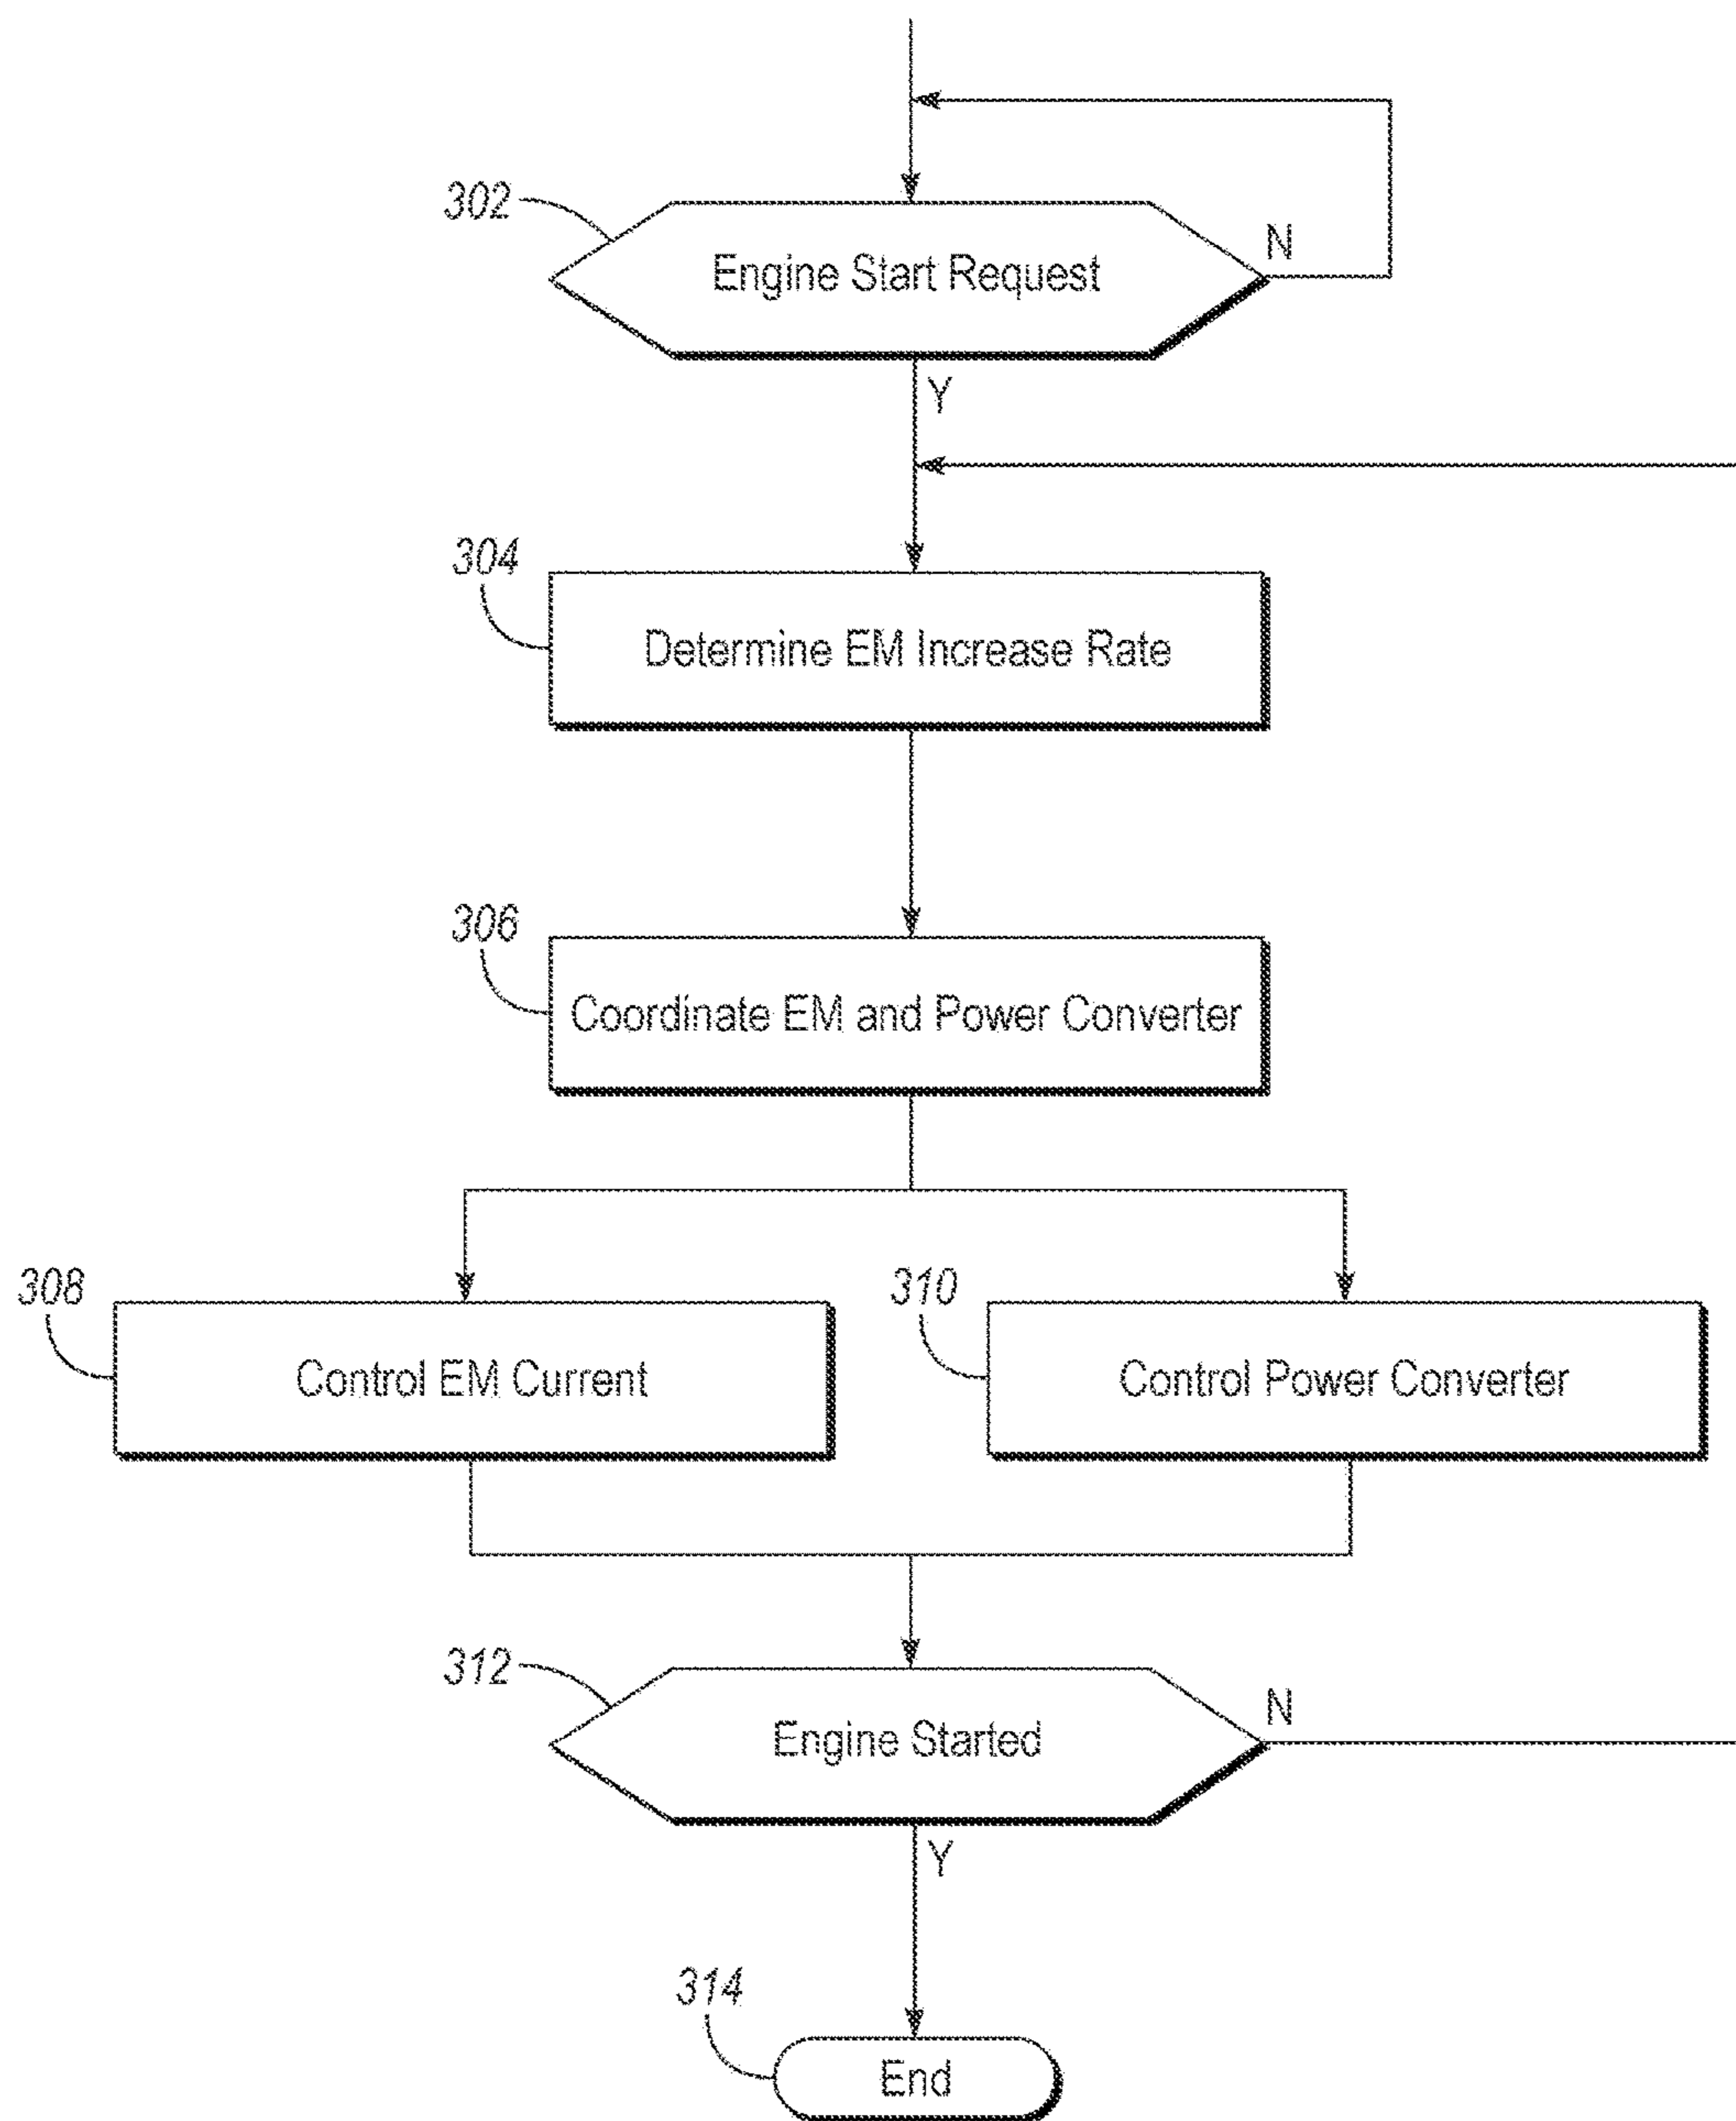 302
Engine Start Request
N
Y
304
Determine EM Increase Rate
306
Coordinate EM and Power Converter
308
Control EM Current
310
Control Power Converter
312
Engine Started
N
Y
314
End